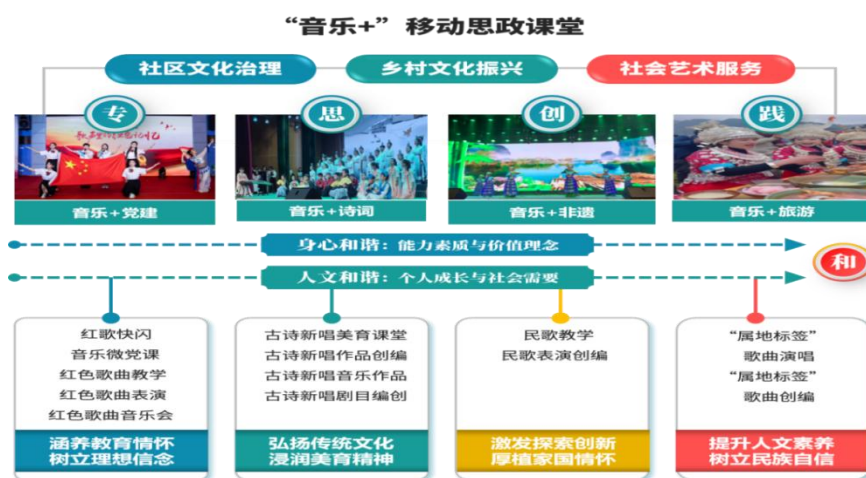 “音乐+”移动思政课堂
社区文化治理
乡村文化振兴
社会艺术服务
专
思
创
践
音乐+党建
音乐+诗词
音乐+非遗
音乐+旅游
身心和谐：能力素质与价值理念
人文和谐：个人成长与社会需要
和
红歌快闪
音乐微党课
红色歌曲教学
红色歌曲表演
红色歌曲音乐会
涵养教育情怀
树立理想信念
古诗新唱美育课堂
古诗新唱作品创编
古诗新唱音乐作品
古诗新唱剧目编创
弘扬传统文化
浸润美育精神
民歌教学
民歌表演创编
激发探索创新
厚植家国情怀
“属地标签”
歌曲演唱
“属地标签”
歌曲创编
提升人文素养
树立民族自信